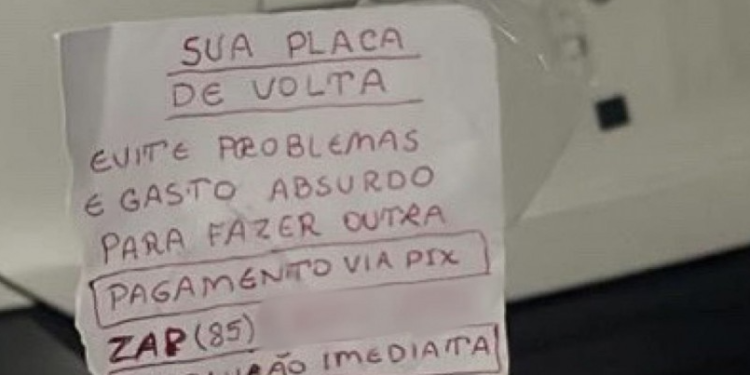 SUA PLACA
DE VOLTA
EVITE PROBLEMAS
E GASTO ABSURDO
PARA FAZER OUTRA
PAGAMENTO VIA PIX
ZAP (85)
IMEDIATA